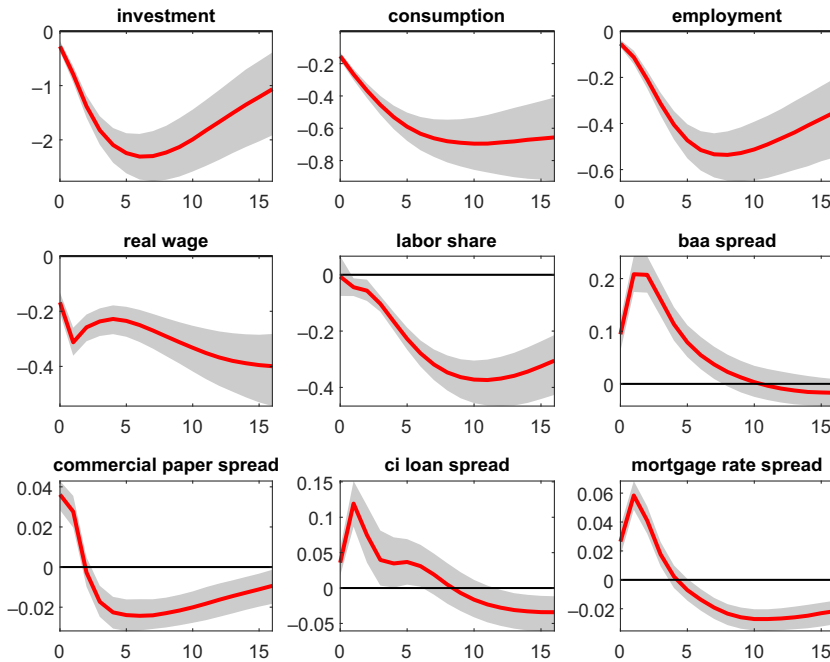 investment
0
–1
–2
0 5 10 15
consumption
0
–0.2
–0.4
–0.6
–0.8
0 5 10 15
employment
0
–0.2
–0.4
–0.6
0 5 10 15
real wage
0
–0.2
–0.4
0 5 10 15
labor share
0
–0.2
–0.4
0 5 10 15
baa spread
0.2
0.1
0
0 5 10 15
commercial paper spread
0.04
0.02
0
–0.02
0 5 10 15
ci loan spread
0.15
0.1
0.05
0
–0.05
0 5 10 15
mortgage rate spread
0.06
0.04
0.02
0
–0.02
0 5 10 15